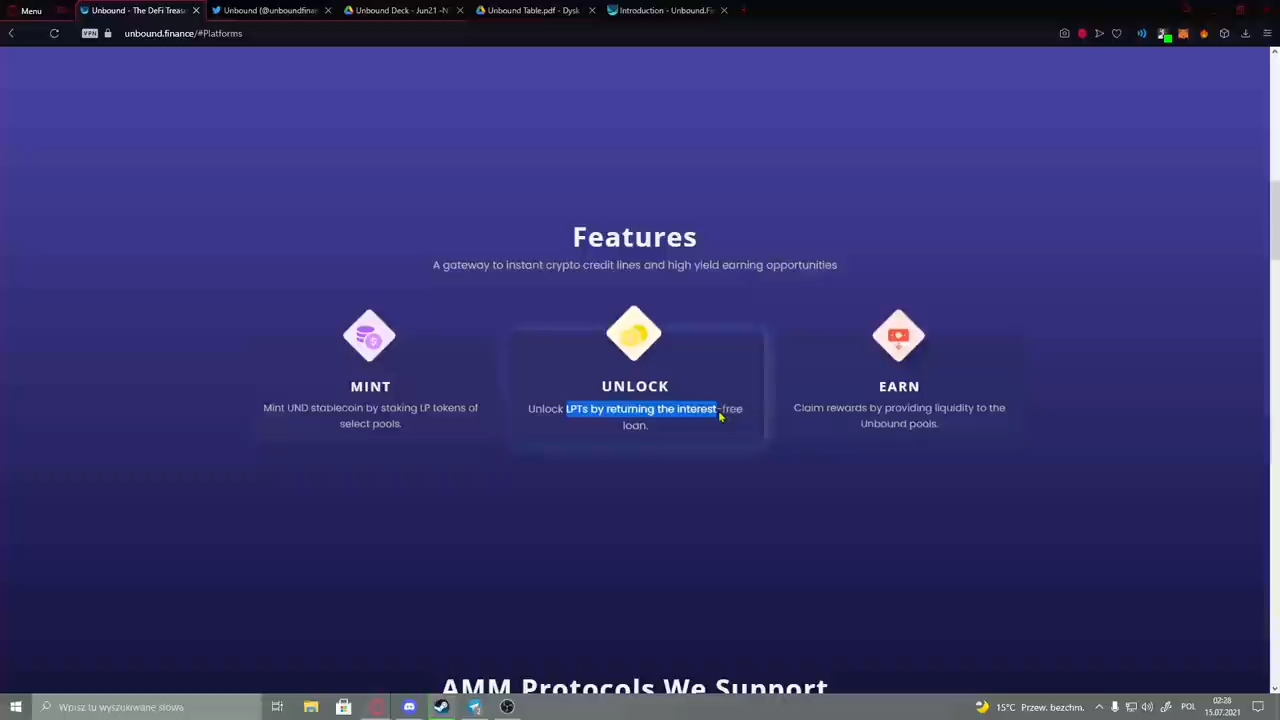 Menu
Unbound - The DeFi Treas
Unbound (@unboundfinan
Unbound Deck - Jun21 -N
Unbound Table.pdf - Dysk
Introduction - Unbound.Fi
VPN
unbound.finance/#Platforms
Features
A gateway to instant crypto credit lines and high yield earning opportunities
MINT
Mint UND stablecoin by staking LP tokens of
select pools.
UNLOCK
Unlock LPTs by returning the interest-free
loan.
EARN
Claim rewards by providing liquidity to the
Unbound pools.
AMM Protocols We Support
Wpisz tu wyszukiwane słowa
15°C Przew. bezchm.
POL
02:28
15.07.2021